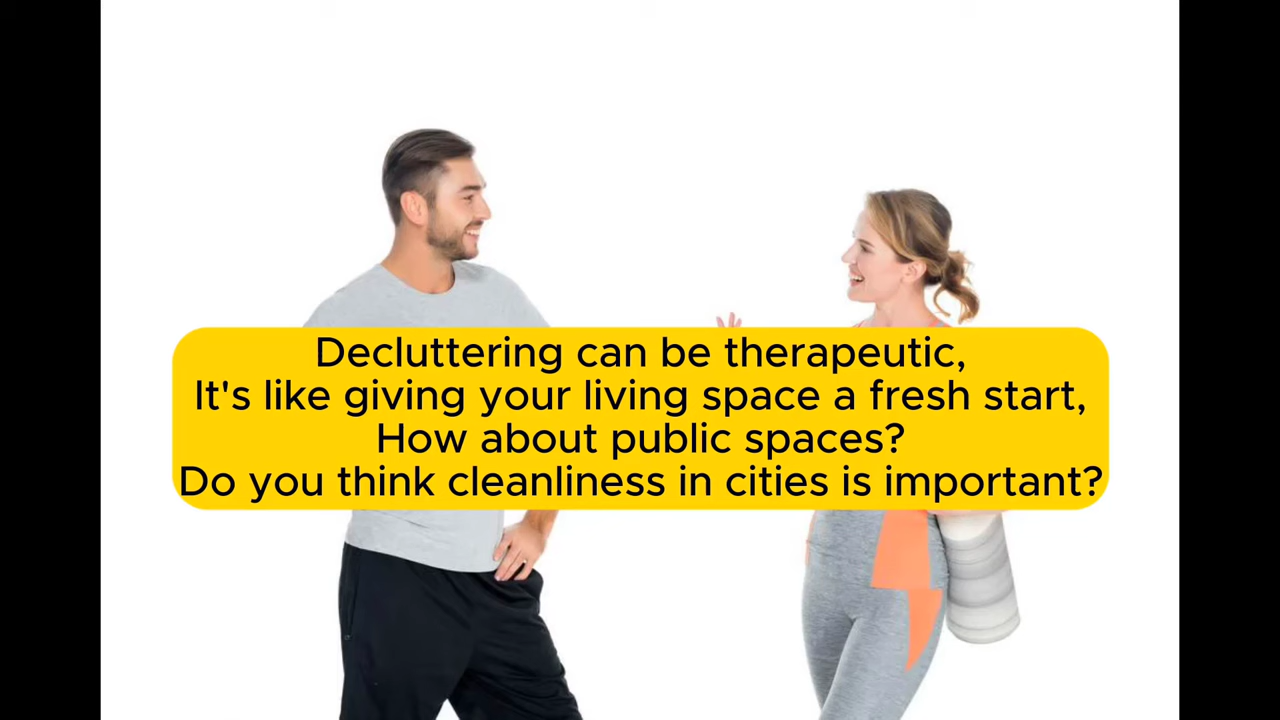 Decluttering can be therapeutic,
It's like giving your living space a fresh start,
How about public spaces?
Do you think cleanliness in cities is important?